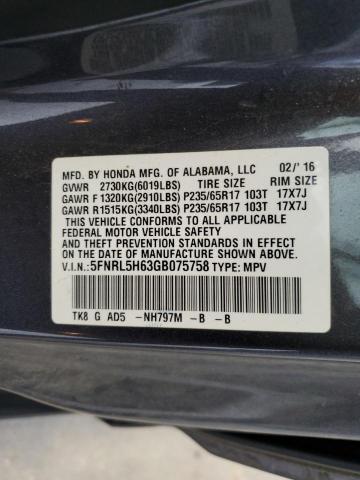 MFD. BY HONDA MFG. OF ALABAMA, LLC 02/'16
GVWR 2730KG(6019LBS) TIRE SIZE RIM SIZE
GAWR F 1320KG(2910LBS) P235/65R17 103T 17X7J
GAWR R1515KG(3340LBS) P235/65R17 103T 17X7J
THIS VEHICLE CONFORMS TO ALL APPLICABLE
FEDERAL MOTOR VEHICLE SAFETY
AND THEFT PREVENTION STANDARDS IN EFFECT
ON THE DATE OF MANUFACTURE SHOWN ABOVE.
V.I.N.: 5FNRL5H63GB075758 TYPE: MPV
TK8 G AD5 -NH797M -B -B